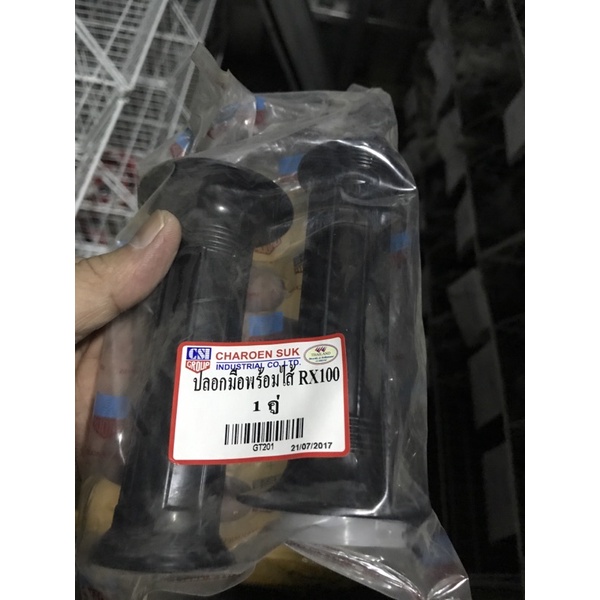 CSI GROUP
CHAROEN SUK
INDUSTRIAL CO.,LTD.
THAILAND
ปลอกมือพร้อมไส้ RX100
1 คู่
GT201 21/07/2017